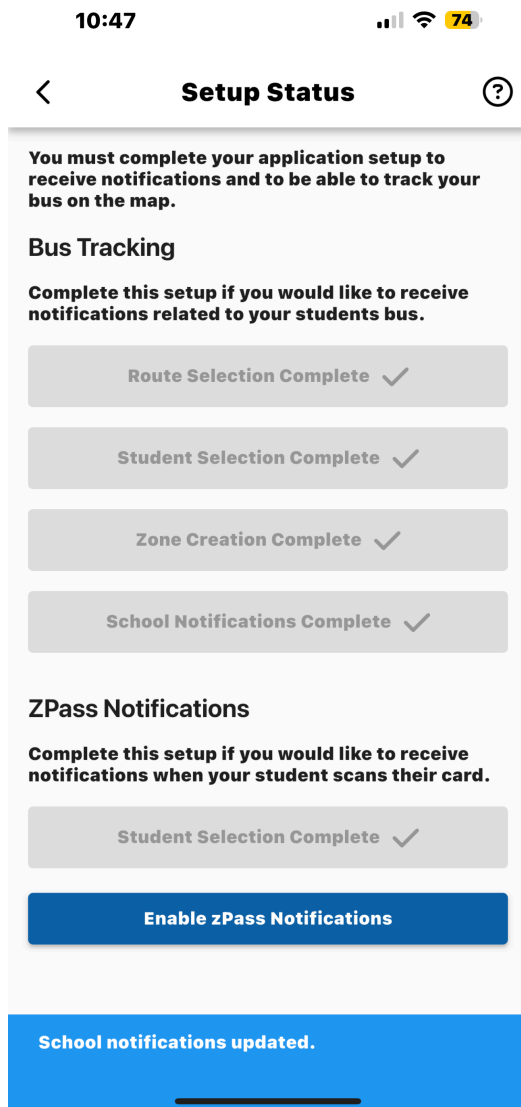 10:47
74
Setup Status
You must complete your application setup to
receive notifications and to be able to track your
bus on the map.
Bus Tracking
Complete this setup if you would like to receive
notifications related to your students bus.
Route Selection Complete
Student Selection Complete
Zone Creation Complete
School Notifications Complete
ZPass Notifications
Complete this setup if you would like to receive
notifications when your student scans their card.
Student Selection Complete
Enable zPass Notifications
School notifications updated.